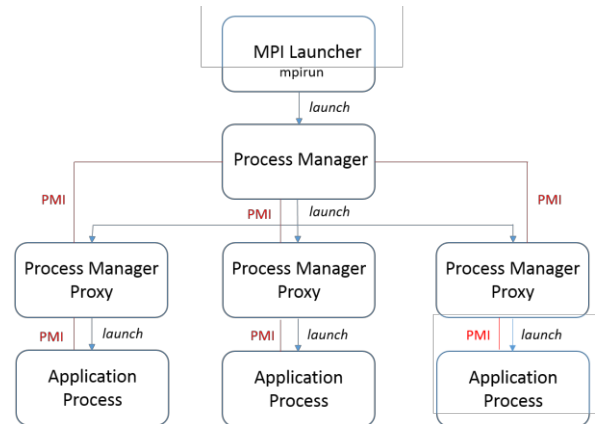 MPI Launcher
mpirun
launch
Process Manager
PMI
PMI
launch
PMI
Process Manager
Proxy
Process Manager
Proxy
Process Manager
Proxy
PMI
launch
PMI
launch
PMI
launch
Application
Process
Application
Process
Application
Process